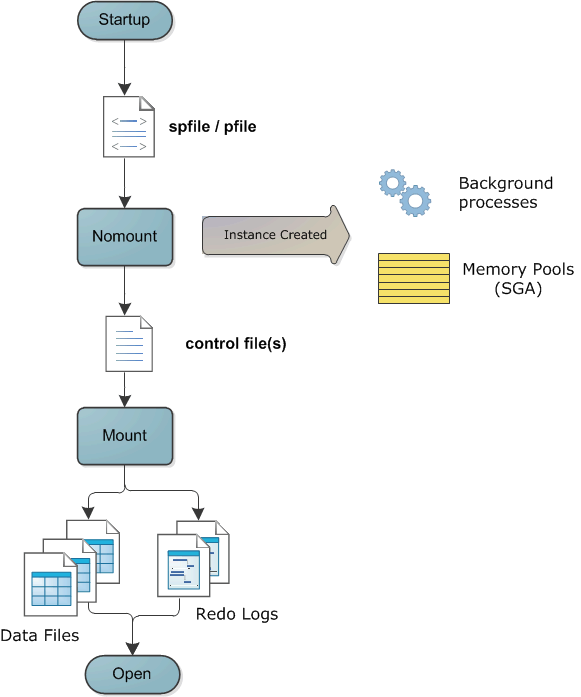 Startup
spfile / pfile
Nomount
Instance Created
Background
processes
Memory Pools
(SGA)
control file(s)
Mount
Redo Logs
Data Files
Open